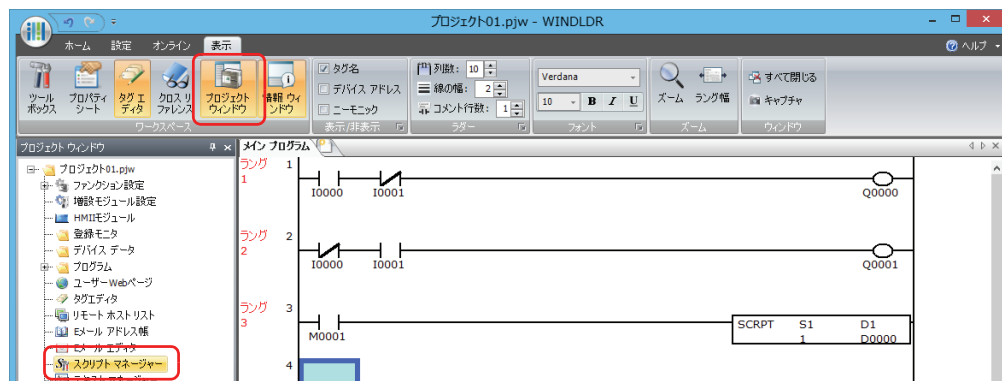 プロジェクト01.pjw - WINDLDR
ホーム 設定 オンライン 表示 ヘルプ
ツール ボックス
プロパティ シート
タグ エ ディタ
クロス リ ファレンス
プロジェクト ウィンドウ
情報 ウィ ンドウ
ワークスペース
タグ名
デバイス アドレス
ニーモニック
表示/非表示
列数: 10
線の幅: 2
コメント行数: 1
ラダー
Verdana
10 B I U
フォント
ズーム ラング幅
ズーム
すべて閉じる
キャプチャ
ウィンドウ
プロジェクト ウィンドウ
メイン プログラム
プロジェクト01.pjw
ファンクション設定
増設モジュール設定
HMIモジュール
登録モニタ
デバイス データ
プログラム
ユーザーWebページ
タグエディタ
リモート ホスト リスト
Eメール アドレス帳
Eメール エディタ
スクリプト マネージャー
テキスト マネージャー
ラング 1
1
I0000 I0001 Q0000
ラング 2
2
I0000 I0001 Q0001
ラング 3
3
M0001
SCRPT S1 D1
1 D0000
4